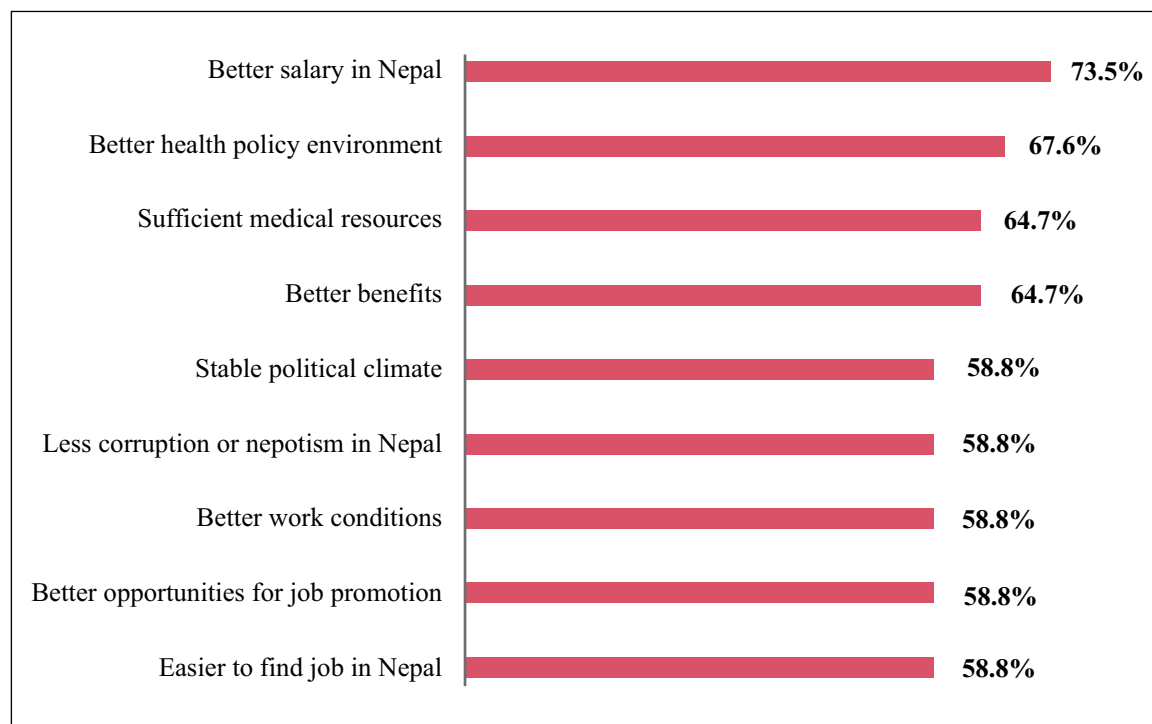 Better salary in Nepal 73.5%
Better health policy environment 67.6%
Sufficient medical resources 64.7%
Better benefits 64.7%
Stable political climate 58.8%
Less corruption or nepotism in Nepal 58.8%
Better work conditions 58.8%
Better opportunities for job promotion 58.8%
Easier to find job in Nepal 58.8%